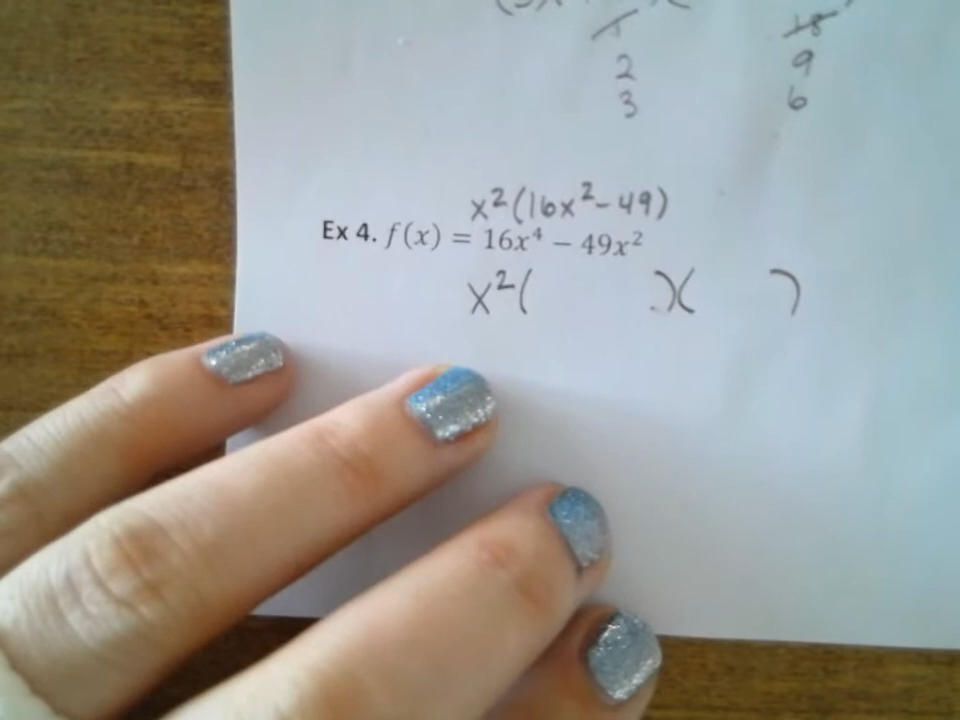 2 9
3 6
x²(16x²-49)
Ex 4. f(x) = 16x⁴ − 49x²
x²( )( )